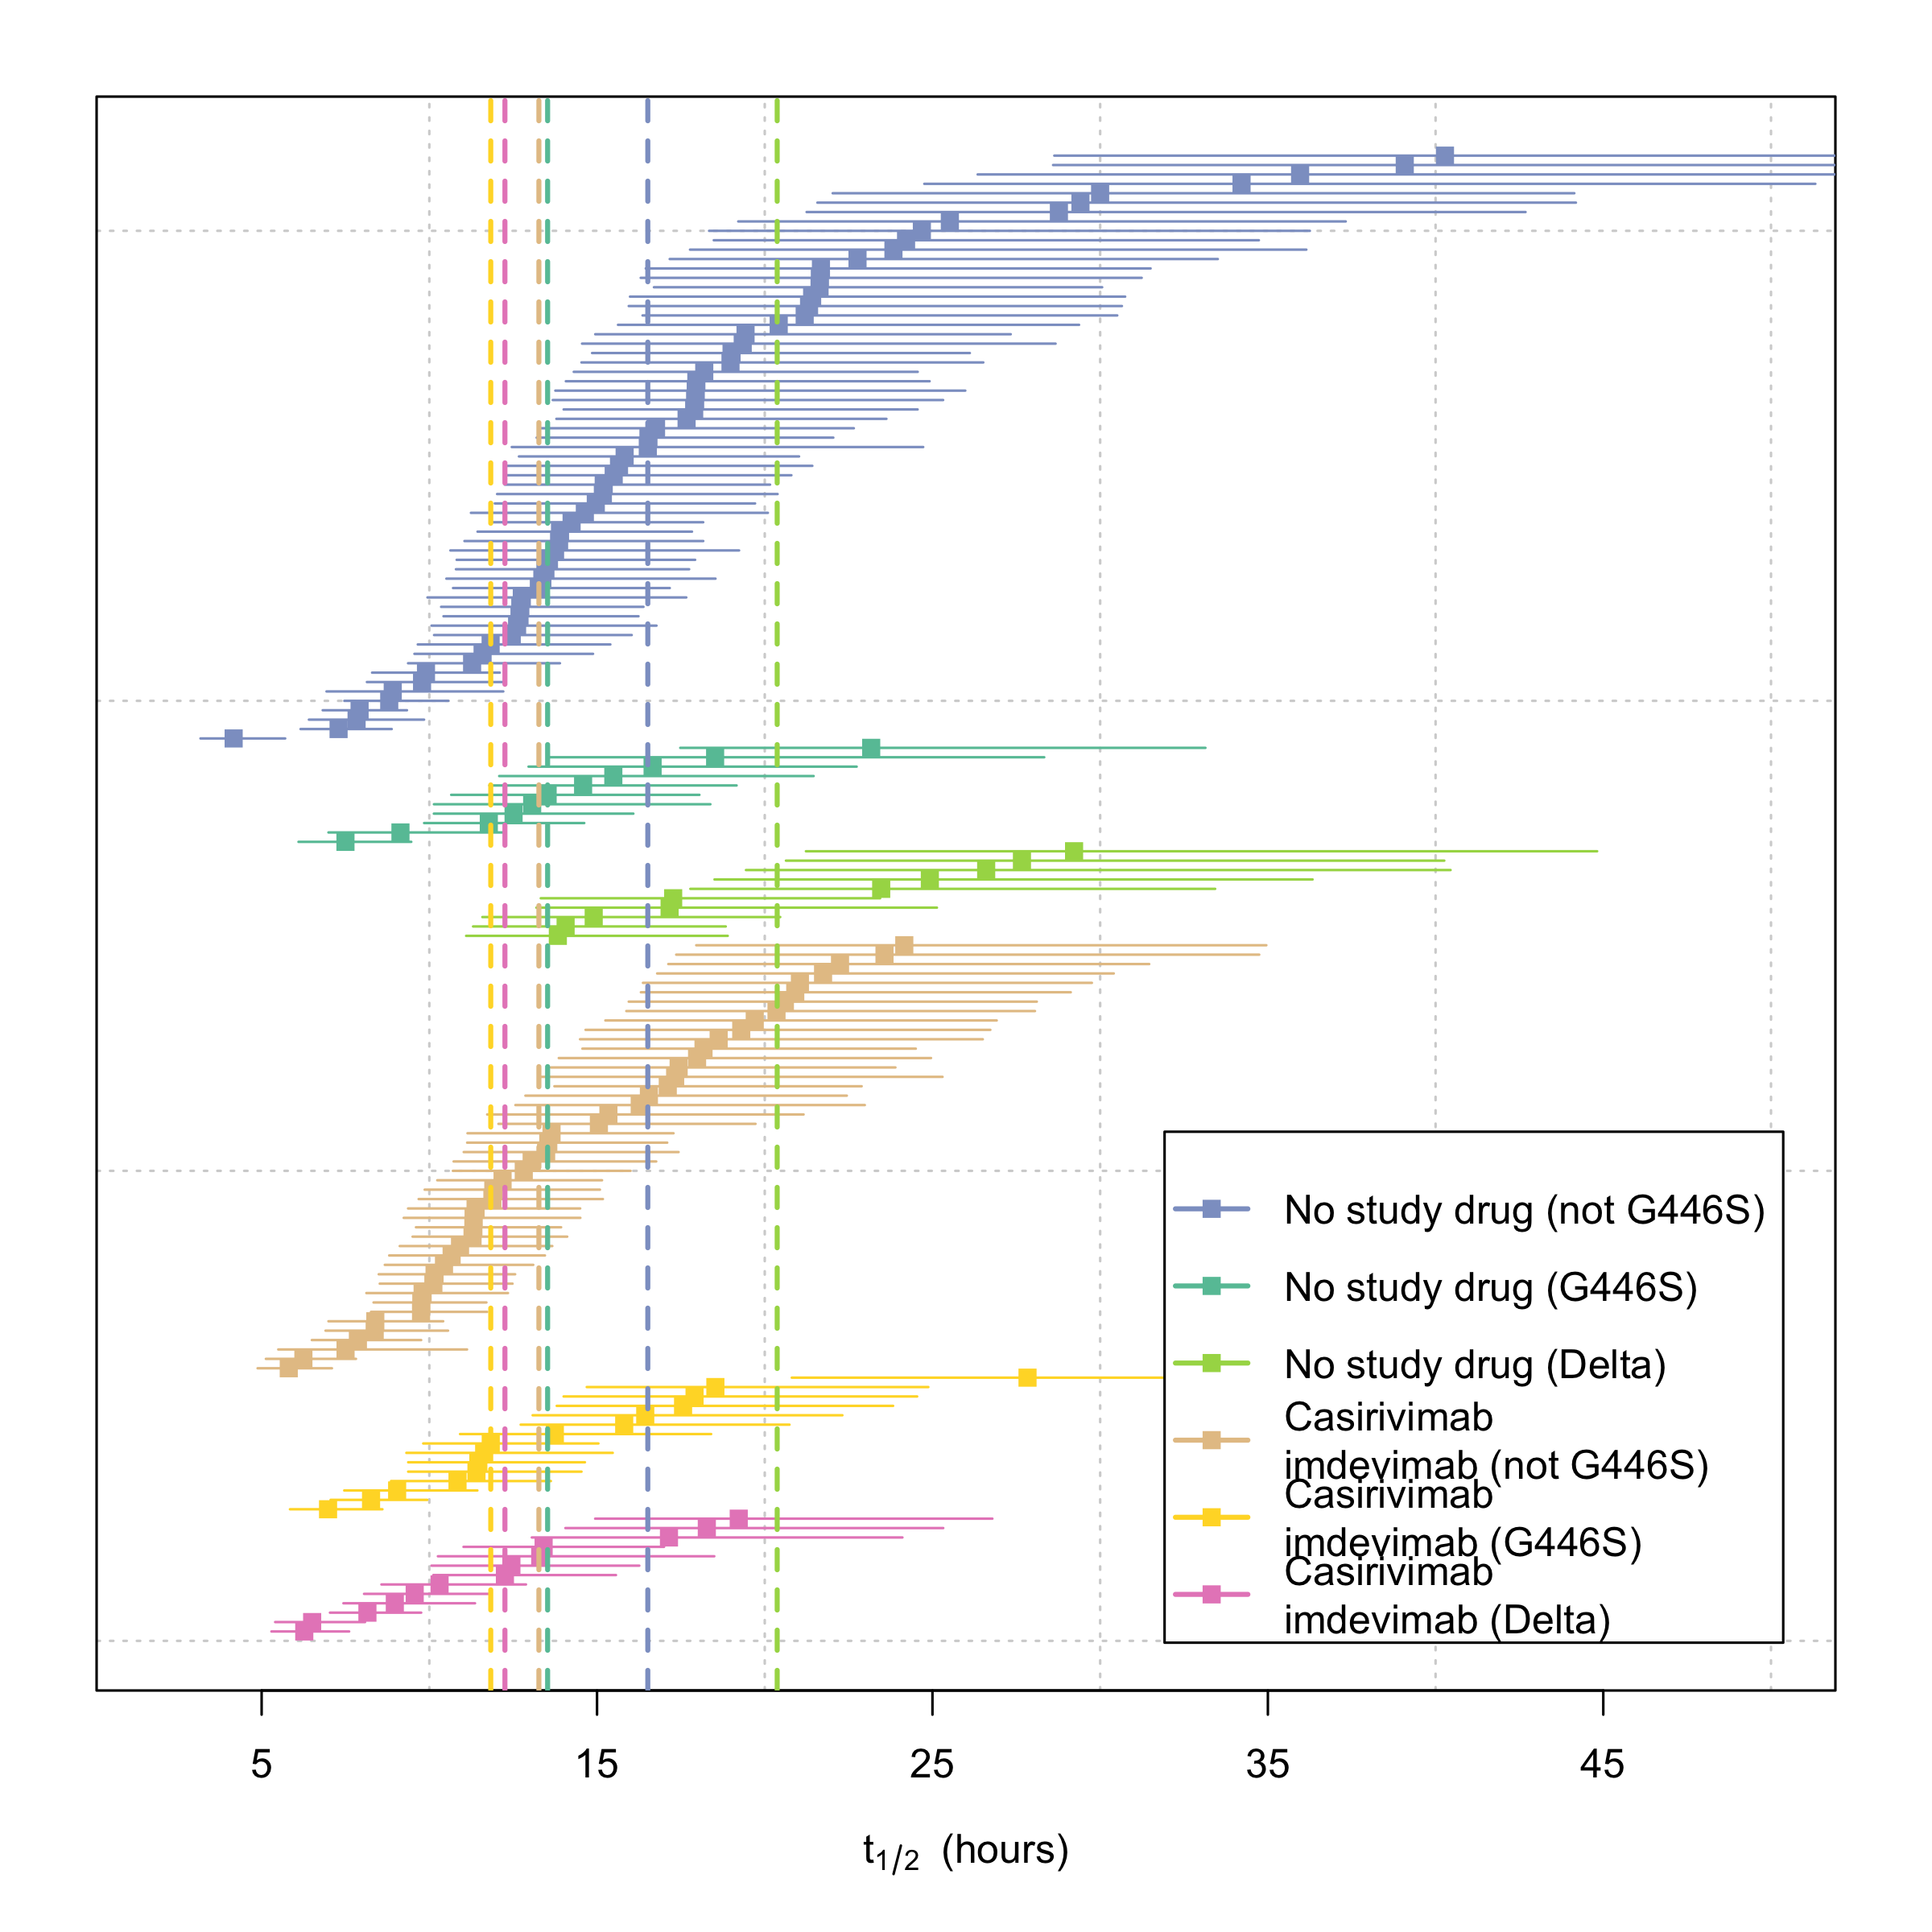 No study drug (not G446S)
No study drug (G446S)
No study drug (Delta)
Casirivimab
imdevimab (not G446S)
Casirivimab
imdevimab (G446S)
Casirivimab
imdevimab (Delta)
5 15 25 35 45
t1/2 (hours)